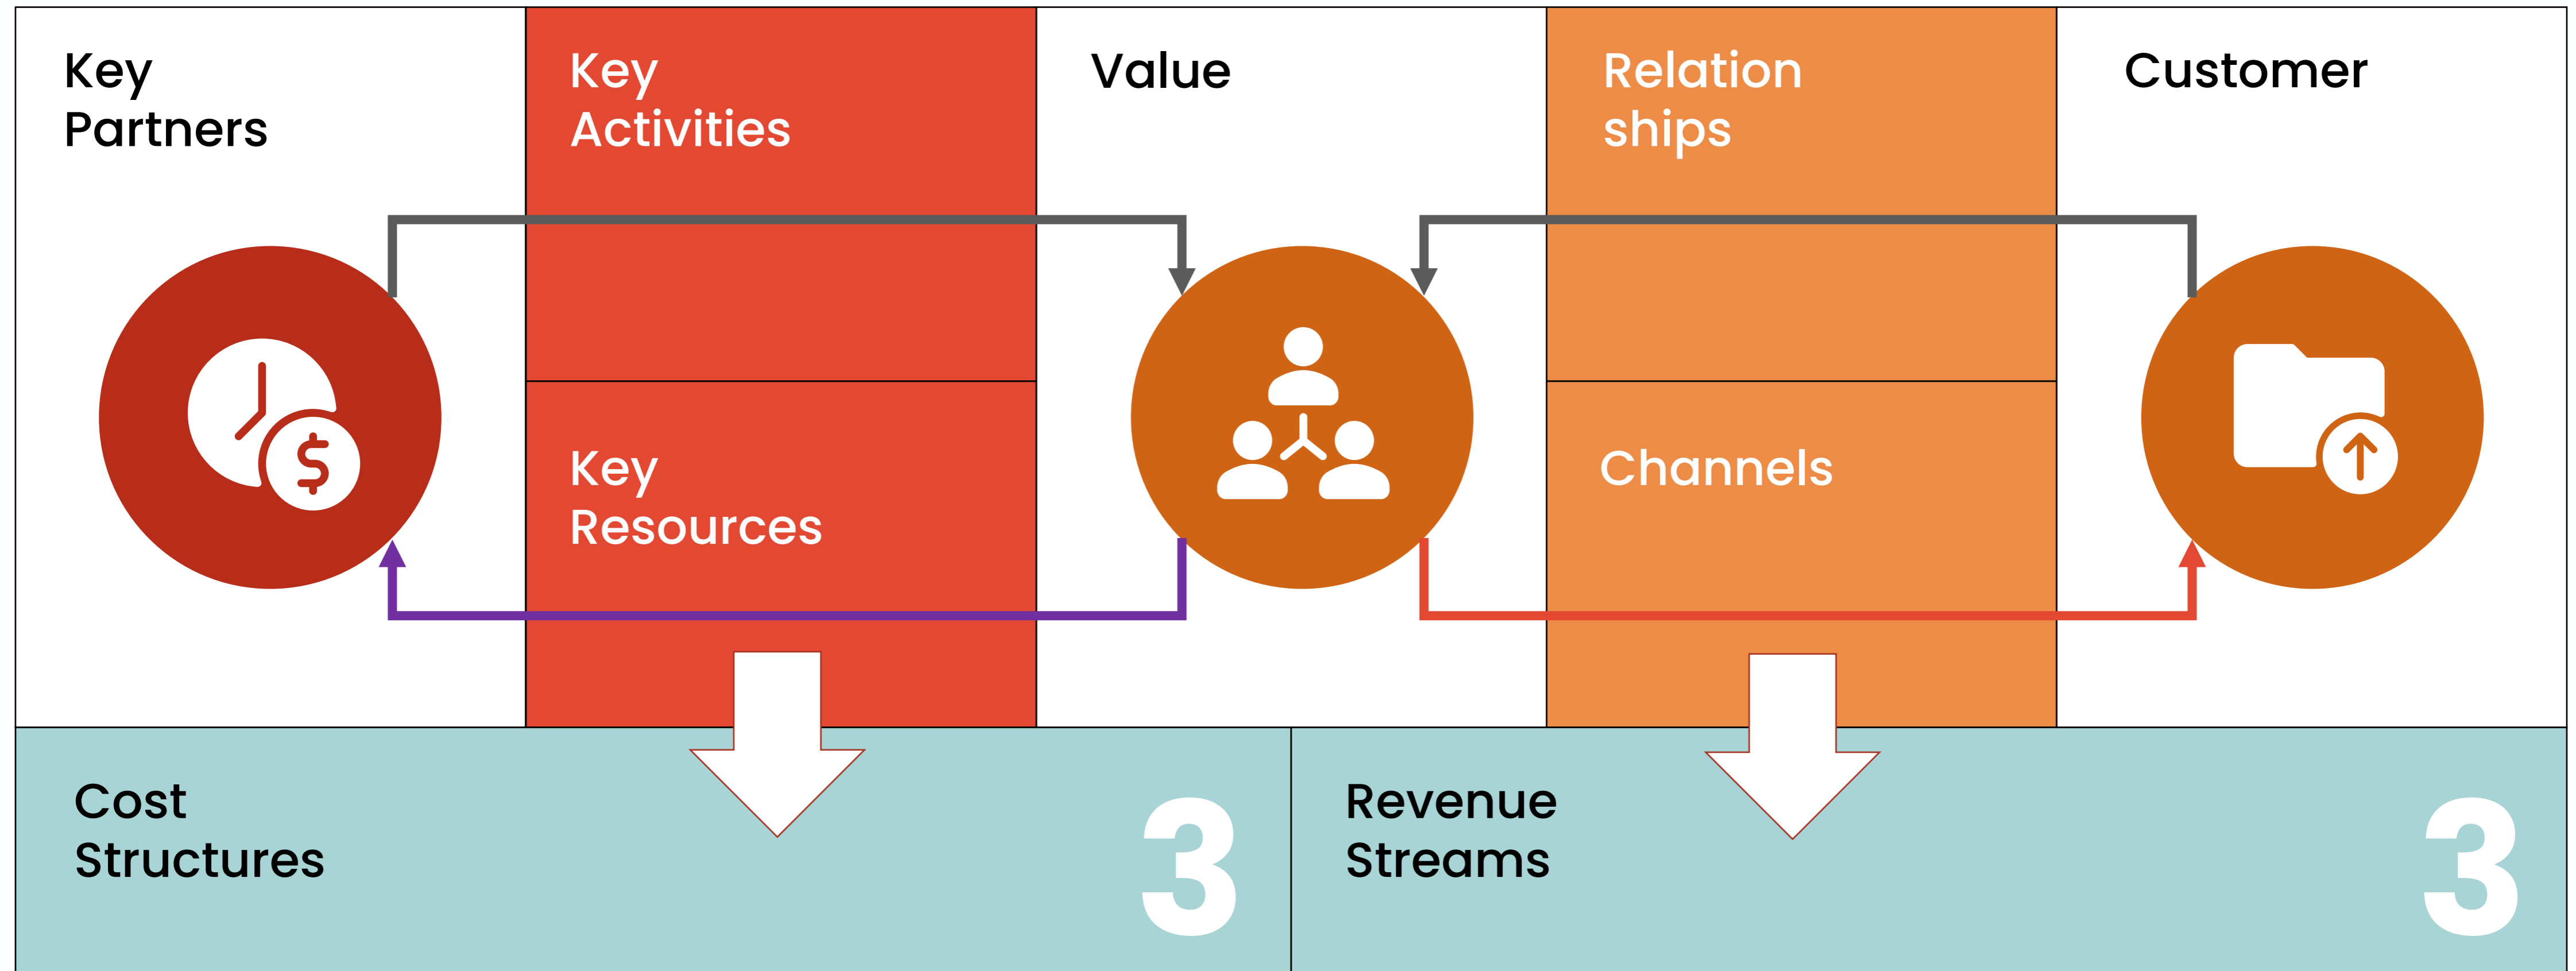 Key
Partners
Key
Activities
Value
Relation
ships
Customer
Key
Resources
Channels
$
Cost
Structures
3
Revenue
Streams
3